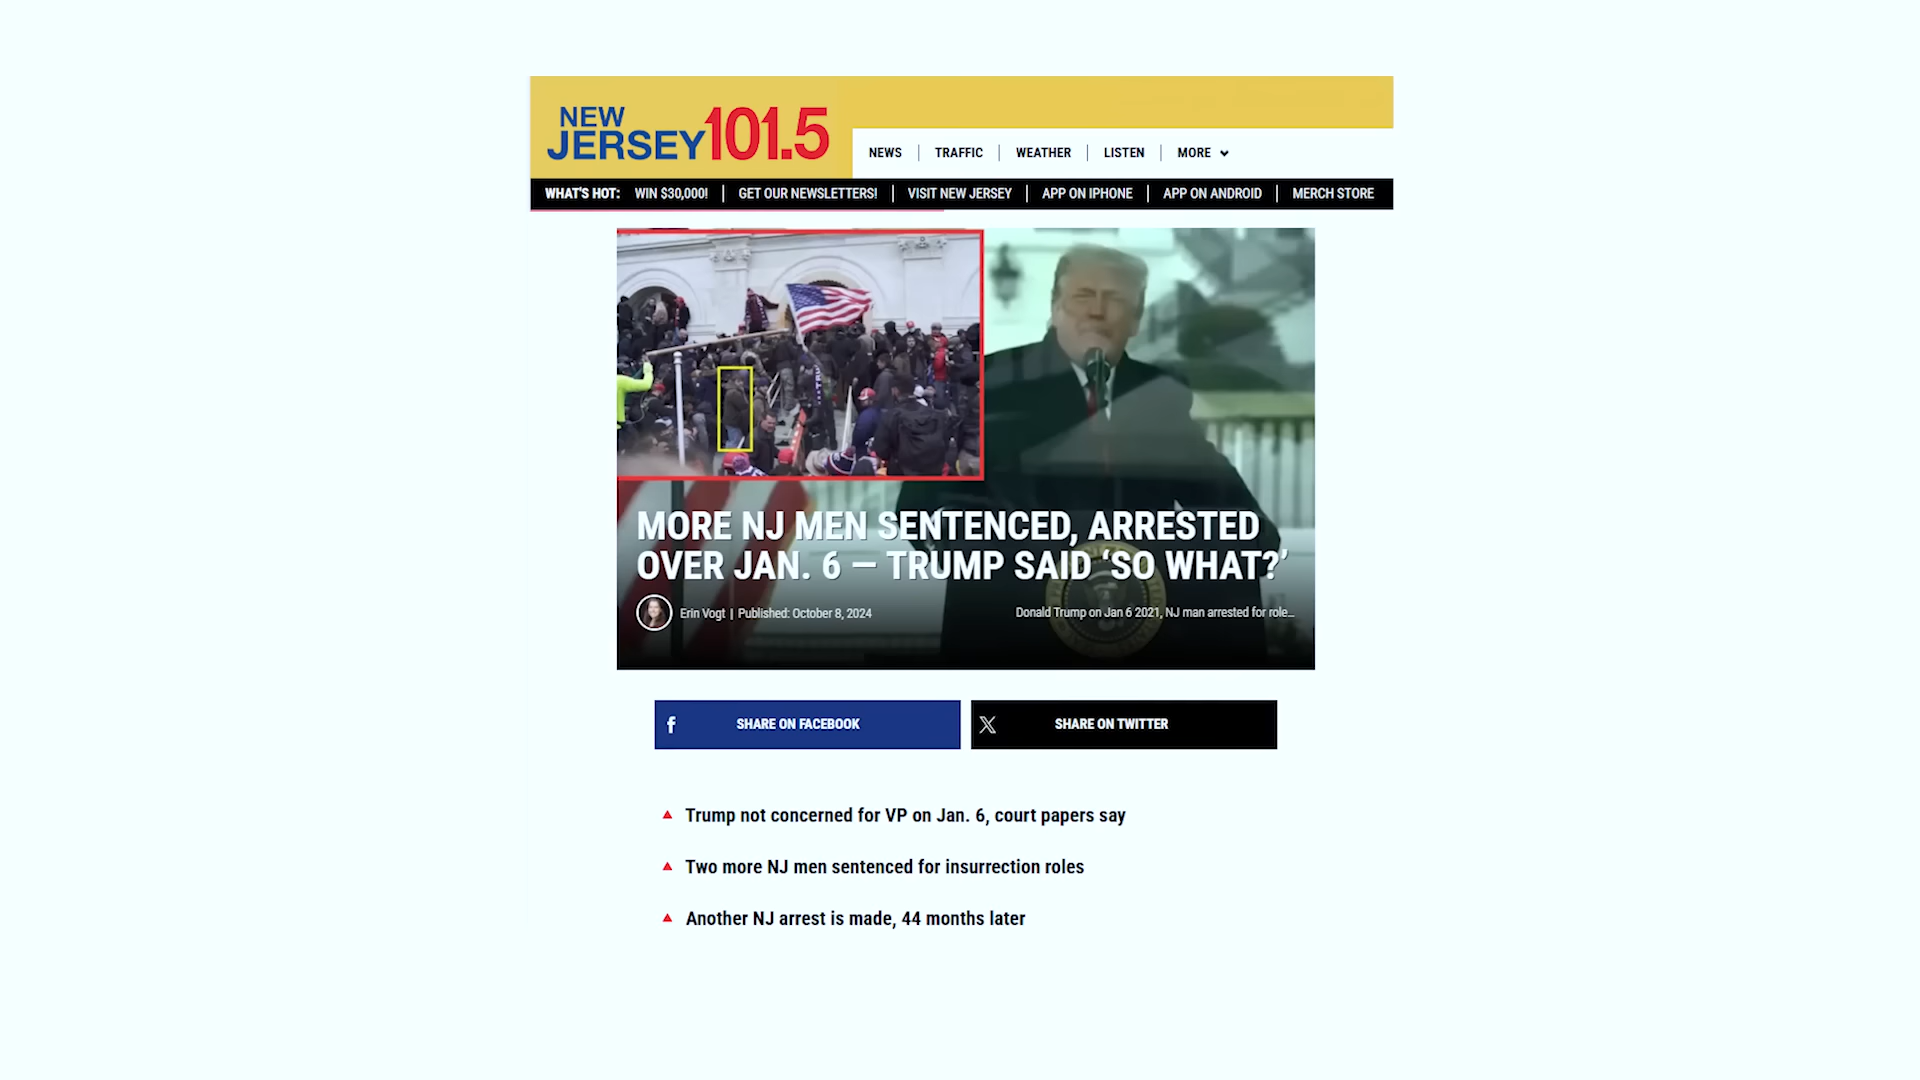 NEW
JERSEY 101.5
NEWS
TRAFFIC
WEATHER
LISTEN
MORE
WHAT'S HOT:
WIN $30,000!
GET OUR NEWSLETTERS!
VISIT NEW JERSEY
APP ON IPHONE
APP ON ANDROID
MERCH STORE
MORE NJ MEN SENTENCED, ARRESTED
OVER JAN. 6 — TRUMP SAID ‘SO WHAT?’
Erin Vogt | Published: October 8, 2024
Donald Trump on Jan 6 2021, NJ man arrested for role...
SHARE ON FACEBOOK
SHARE ON TWITTER
Trump not concerned for VP on Jan. 6, court papers say
Two more NJ men sentenced for insurrection roles
Another NJ arrest is made, 44 months later